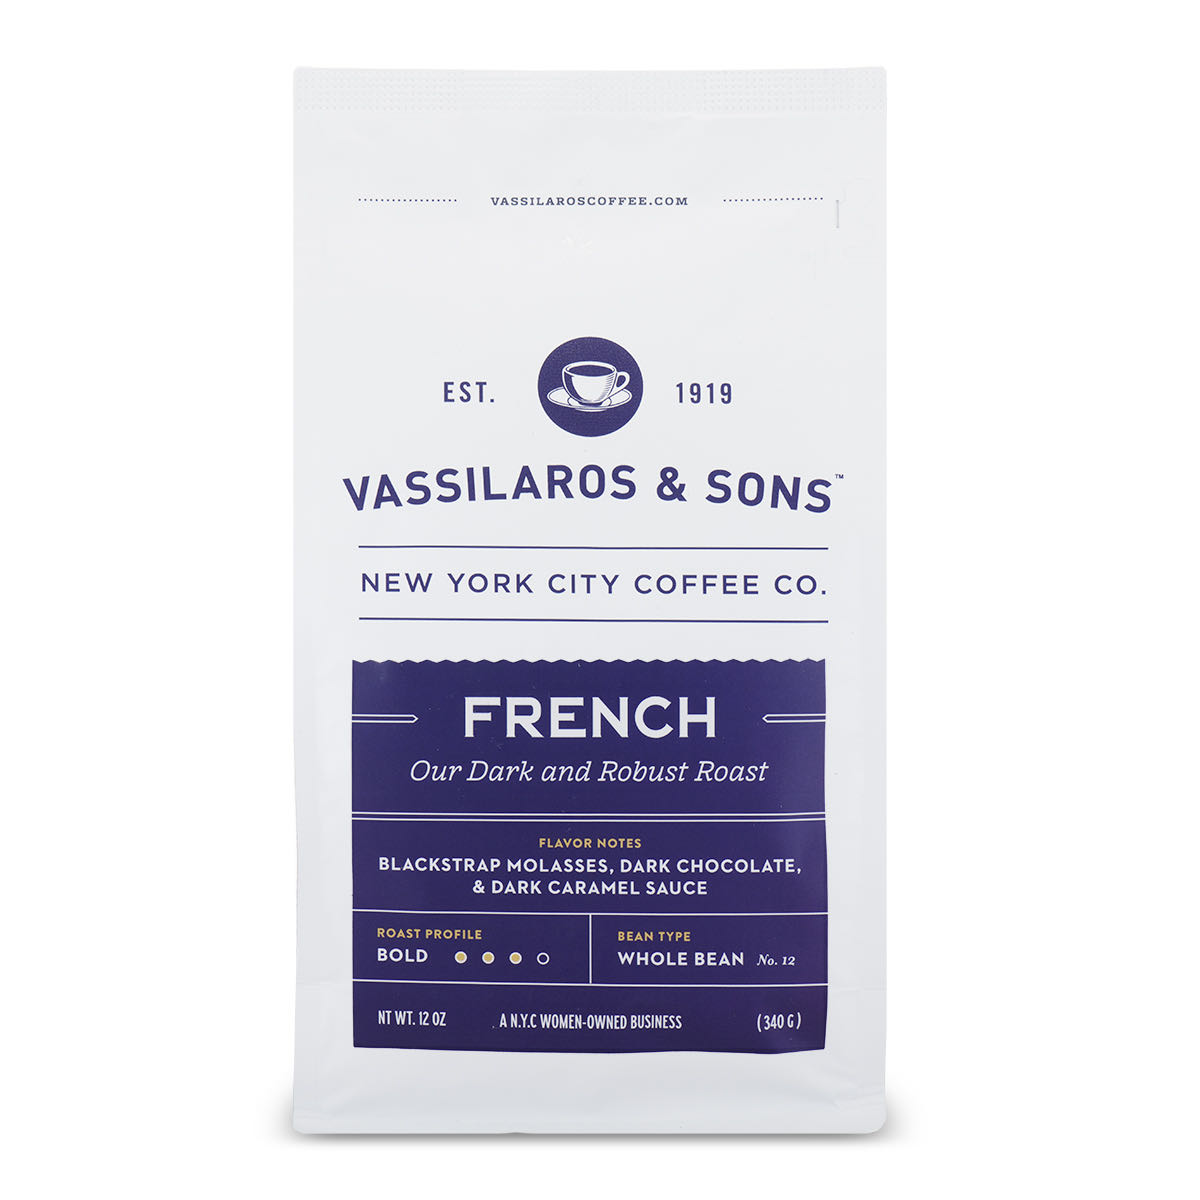 VASSILAROSCOFFEE.COM
EST. 1919
VASSILAROS & SONS™
NEW YORK CITY COFFEE CO.
FRENCH
Our Dark and Robust Roast
FLAVOR NOTES
BLACKSTRAP MOLASSES, DARK CHOCOLATE,
& DARK CARAMEL SAUCE
ROAST PROFILE
BOLD
BEAN TYPE
WHOLE BEAN No. 12
NT WT. 12 OZ A N.Y.C WOMEN-OWNED BUSINESS (340 G)